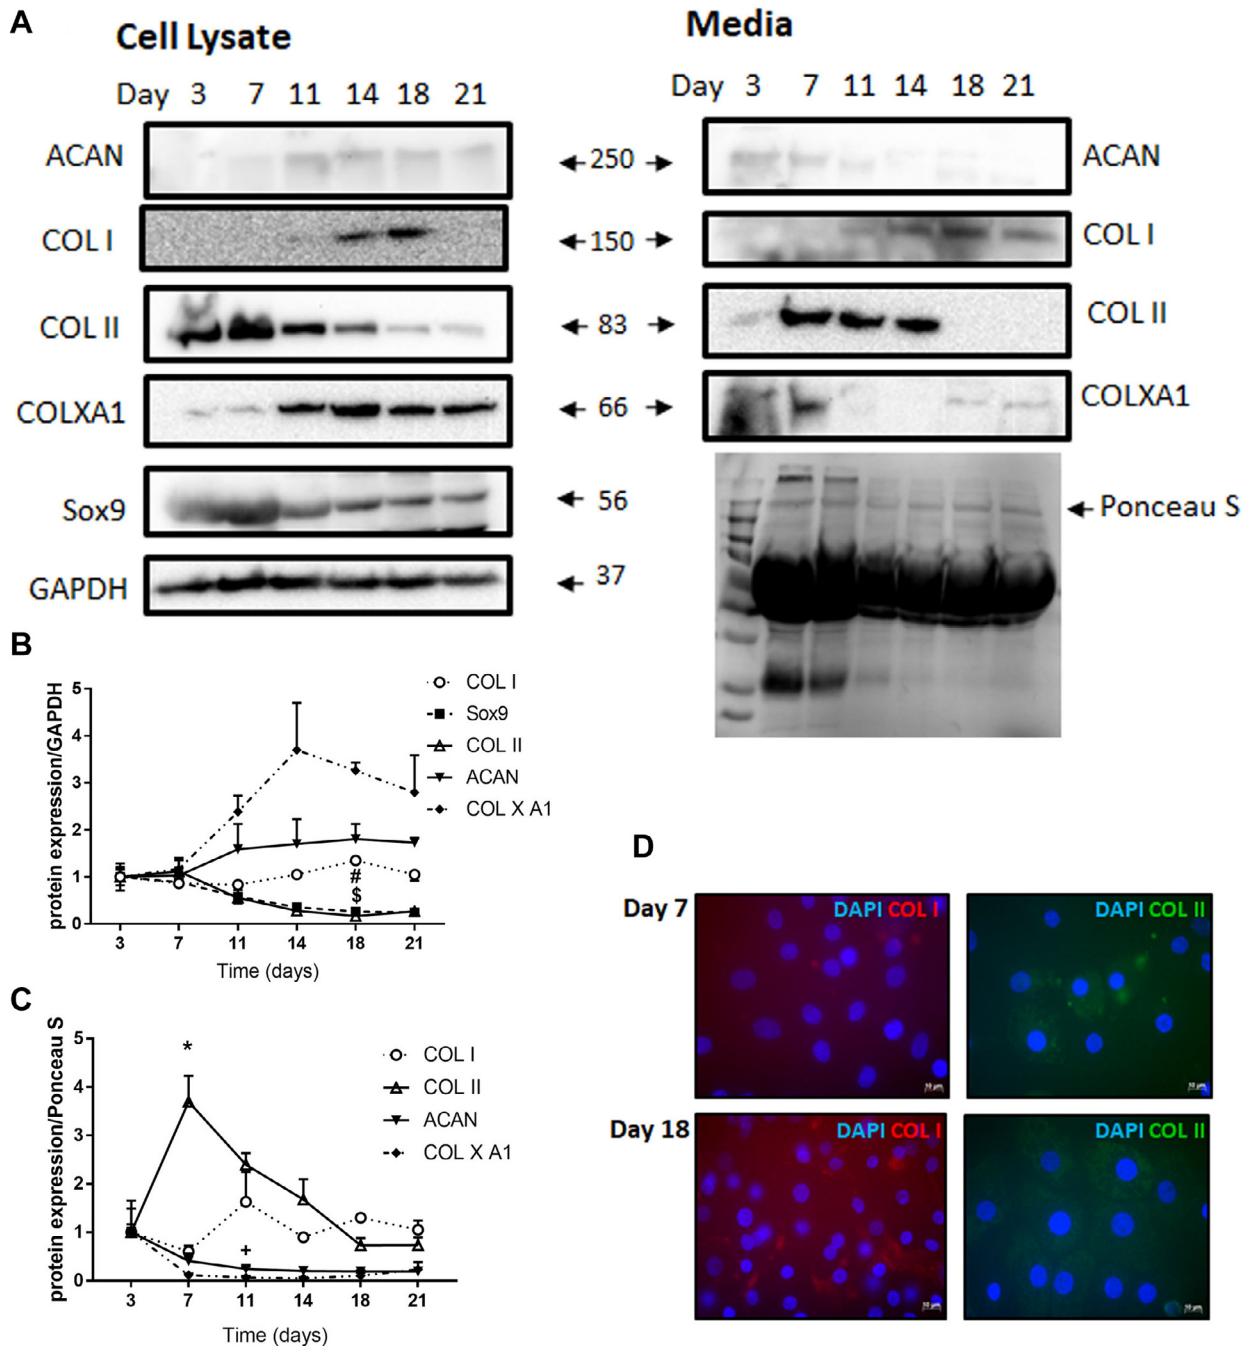 A
Cell Lysate
Day 3 7 11 14 18 21
ACAN
COL I
COL II
COLXA1
Sox9
GAPDH
250
150
83
66
56
37
Media
Day 3 7 11 14 18 21
ACAN
COL I
COL II
COLXA1
Ponceau S
B
protein expression/GAPDH
5
4
3
2
1
0
3 7 11 14 18 21
Time (days)
#
$
COL I
Sox9
COL II
ACAN
COL X A1
C
protein expression/Ponceau S
5
4
3
2
1
0
3 7 11 14 18 21
Time (days)
*
+
COL I
COL II
ACAN
COL X A1
D
Day 7
DAPI COL I
DAPI COL II
Day 18
DAPI COL I
DAPI COL II